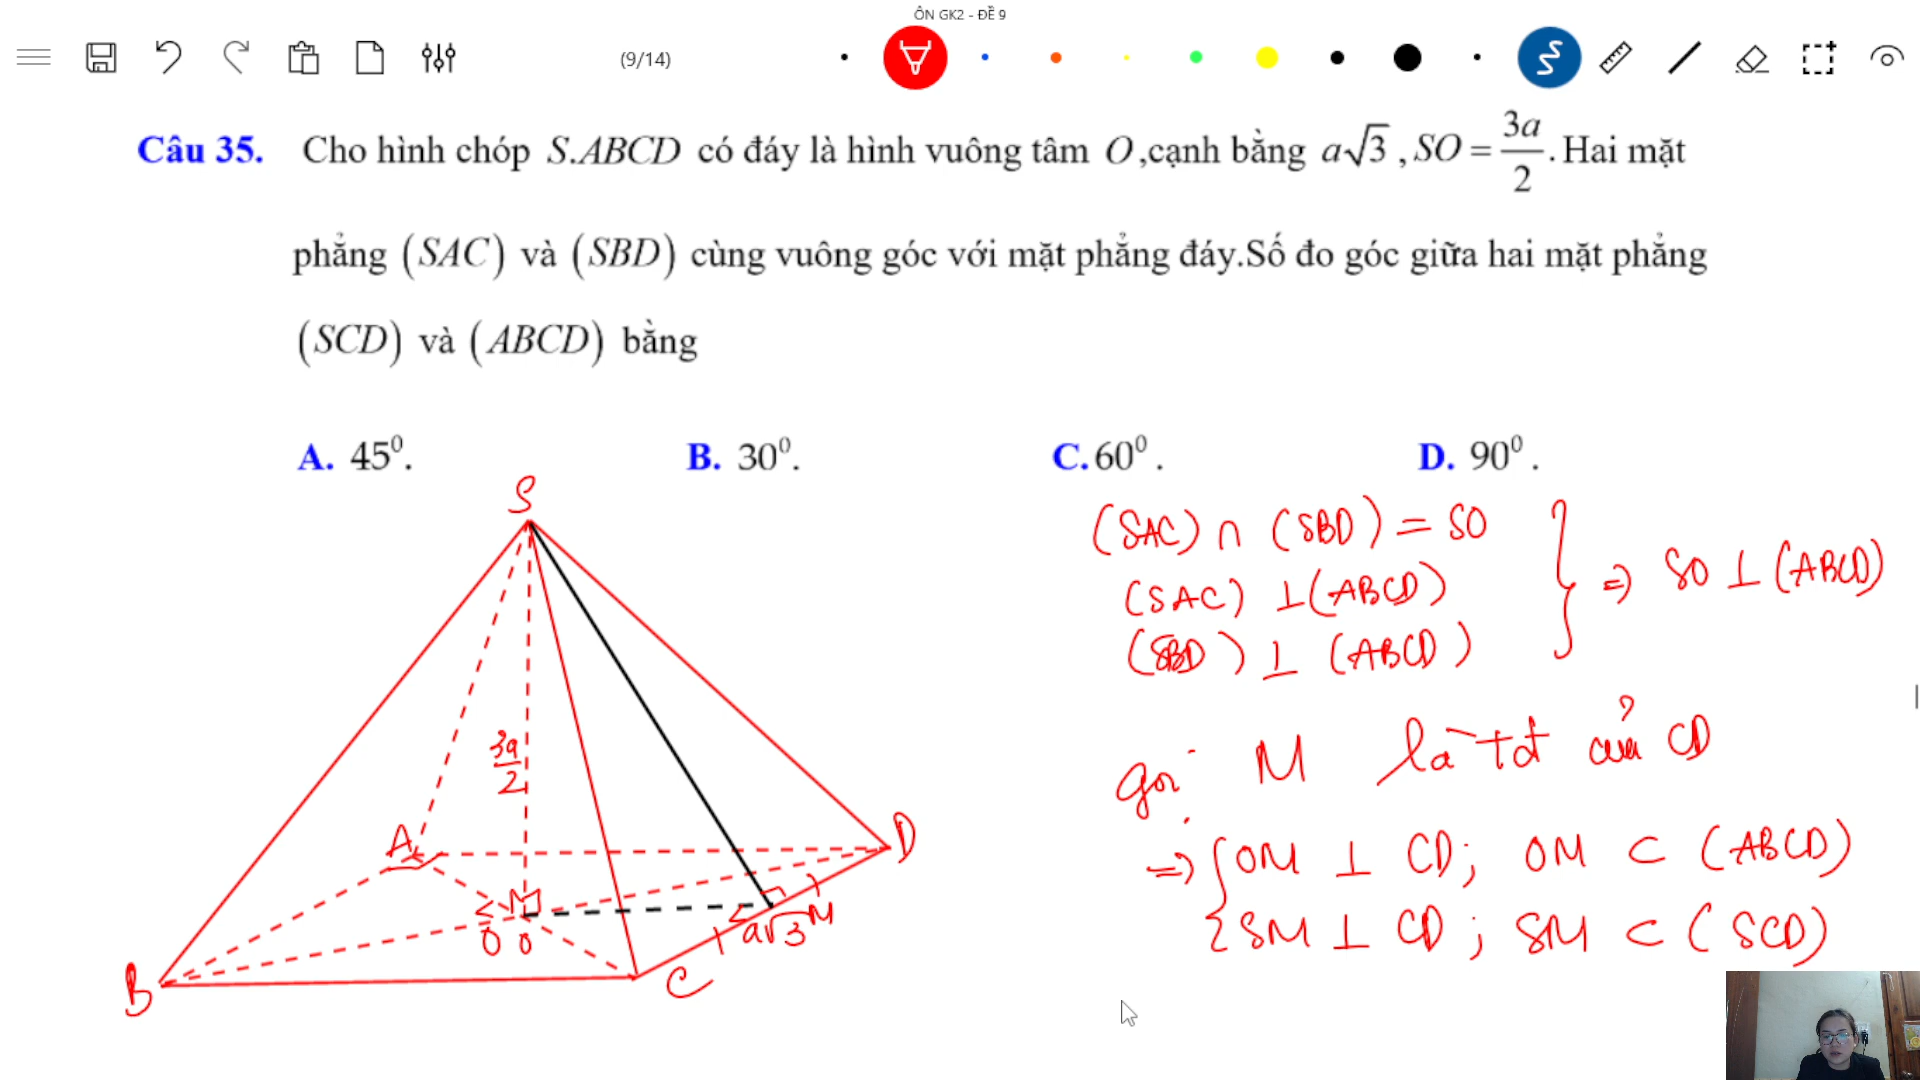 ÔN GK2 - ĐỀ 9
(9/14)
Câu 35. Cho hình chóp S.ABCD có đáy là hình vuông tâm O,cạnh bằng a√3, SO = 3a/2. Hai mặt
phẳng (SAC) và (SBD) cùng vuông góc với mặt phẳng đáy.Số đo góc giữa hai mặt phẳng
(SCD) và (ABCD) bằng
A. 45⁰. B. 30⁰. C.60⁰. D. 90⁰.
S
(SAC) ∩ (SBD) = SO
(SAC) ⊥ (ABCD)
(SBD) ⊥ (ABCD)
} => SO ⊥ (ABCD)
3a/2
gọi M là tđ của CD
A
D
=> { OM ⊥ CD; OM ⊂ (ABCD)
SM ⊥ CD; SM ⊂ (SCD)
O
a√3
M
B
C